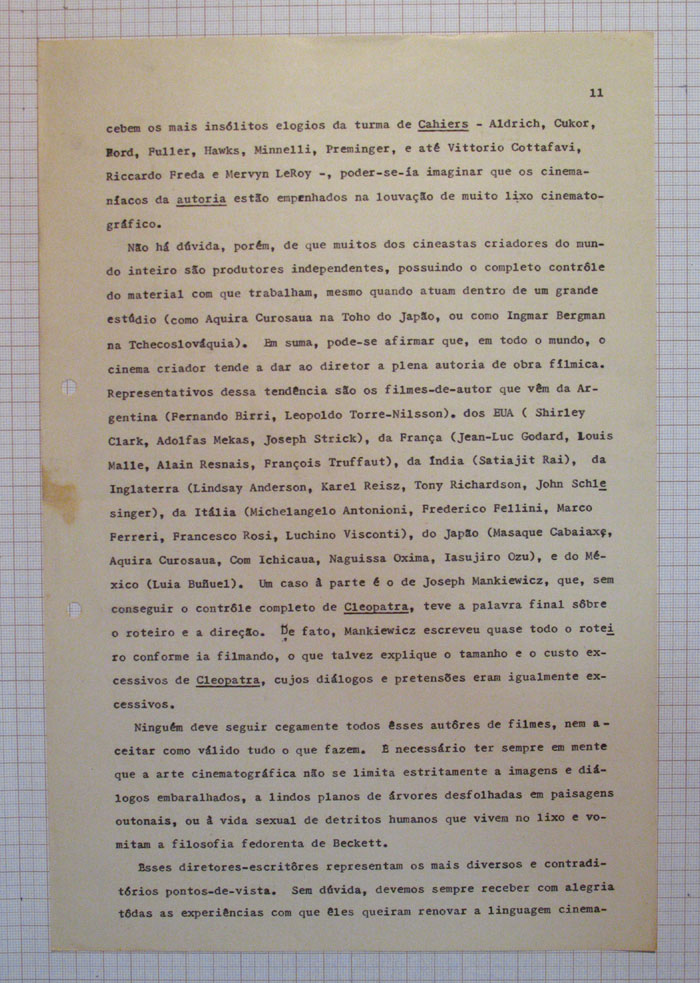 11
cebem os mais insólitos elogios da turma de Cahiers - Aldrich, Cukor,
Ford, Fuller, Hawks, Minnelli, Preminger, e até Vittorio Cottafavi,
Riccardo Freda e Mervyn LeRoy -, poder-se-ía imaginar que os cinema-
níacos da autoria estão empenhados na louvação de muito lixo cinemato-
gráfico.
Não há dúvida, porém, de que muitos dos cineastas criadores do mun-
do inteiro são produtores independentes, possuindo o completo contrôle
do material com que trabalham, mesmo quando atuam dentro de um grande
estúdio (como Aquira Curosaua na Toho do Japão, ou como Ingmar Bergman
na Tchecoslováquia). Em suma, pode-se afirmar que, em todo o mundo, o
cinema criador tende a dar ao diretor a plena autoria de obra fílmica.
Representativos dessa tendência são os filmes-de-autor que vêm da Ar-
gentina (Fernando Birri, Leopoldo Torre-Nilsson). dos EUA ( Shirley
Clark, Adolfas Mekas, Joseph Strick), da França (Jean-Luc Godard, Louis
Malle, Alain Resnais, François Truffaut), da Índia (Satiajit Rai), da
Inglaterra (Lindsay Anderson, Karel Reisz, Tony Richardson, John Schle
singer), da Itália (Michelangelo Antonioni, Frederico Fellini, Marco
Ferreri, Francesco Rosi, Luchino Visconti), do Japão (Masaque Cabaiaxe,
Aquira Curosaua, Com Ichicaua, Naguissa Oxima, Iasujiro Ozu), e do Mé-
xico (Luia Buñuel). Um caso à parte é o de Joseph Mankiewicz, que, sem
conseguir o contrôle completo de Cleopatra, teve a palavra final sôbre
o roteiro e a direção. De fato, Mankiewicz escreveu quase todo o rotei
ro conforme ia filmando, o que talvez explique o tamanho e o custo ex-
cessivos de Cleopatra, cujos diálogos e pretensões eram igualmente ex-
cessivos.
Ninguém deve seguir cegamente todos êsses autôres de filmes, nem a-
ceitar como válido tudo o que fazem. É necessário ter sempre em mente
que a arte cinematográfica não se limita estritamente a imagens e diá-
logos embaralhados, a lindos planos de árvores desfolhadas em paisagens
outonais, ou à vida sexual de detritos humanos que vivem no lixo e vo-
mitam a filosofia fedorenta de Beckett.
Esses diretores-escritôres representam os mais diversos e contradi-
tórios pontos-de-vista. Sem dúvida, devemos sempre receber com alegria
tôdas as experiências com que êles queiram renovar a linguagem cinema-